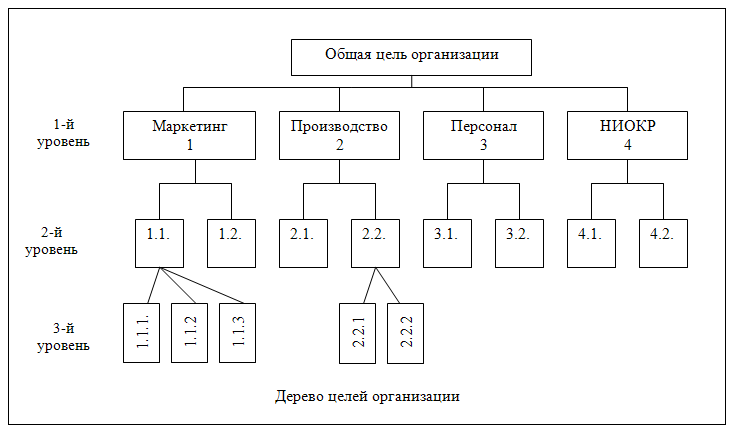 Общая цель организации
1-й
уровень
Маркетинг
1
Производство
2
Персонал
3
НИОКР
4
2-й
уровень
1.1.
1.2.
2.1.
2.2.
3.1.
3.2.
4.1.
4.2.
3-й
уровень
1.1.1.
1.1.2
1.1.3
2.2.1
2.2.2
Дерево целей организации